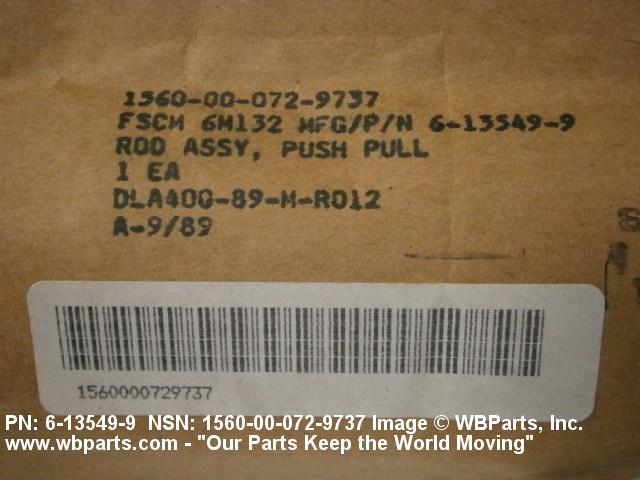 1560-00-072-9737
FSCM 6M132 MFG/P/N 6-13549-9
ROD ASSY, PUSH PULL
1 EA
DLA400-89-M-R012
A-9/89
1560000729737
PN: 6-13549-9 NSN: 1560-00-072-9737 Image © WBParts, Inc.
www.wbparts.com - "Our Parts Keep the World Moving"